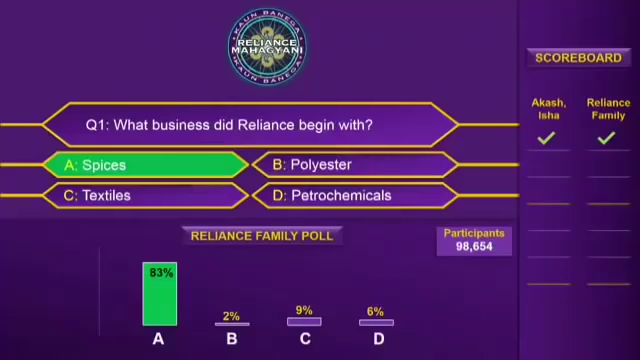 KAUN BANEGA
RELIANCE
MAHAGYANI
KAUN BANEGA
SCOREBOARD
Akash,
Isha
Reliance
Family
Q1: What business did Reliance begin with?
A: Spices
B: Polyester
C: Textiles
D: Petrochemicals
RELIANCE FAMILY POLL
Participants
98,654
83%
2%
9%
6%
A
B
C
D